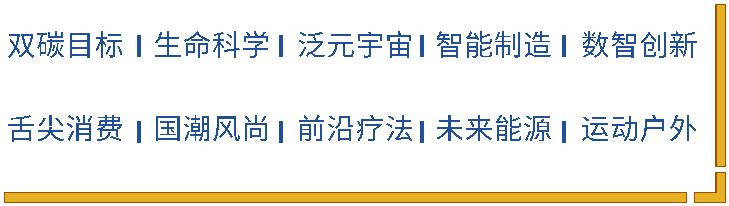 双碳目标 | 生命科学 | 泛元宇宙 | 智能制造 | 数智创新
舌尖消费 | 国潮风尚 | 前沿疗法 | 未来能源 | 运动户外